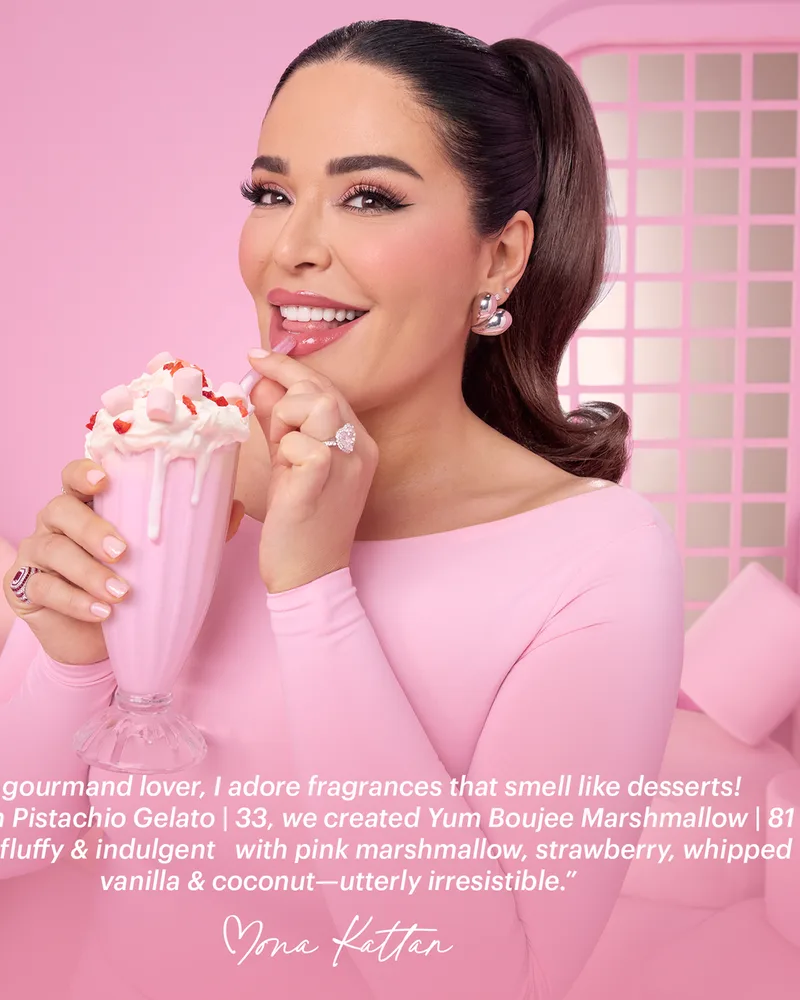 gourmand lover, I adore fragrances that smell like desserts!
Pistachio Gelato | 33, we created Yum Boujee Marshmallow | 81
fluffy & indulgent with pink marshmallow, strawberry, whipped
vanilla & coconut—utterly irresistible.”
Mona Kattan